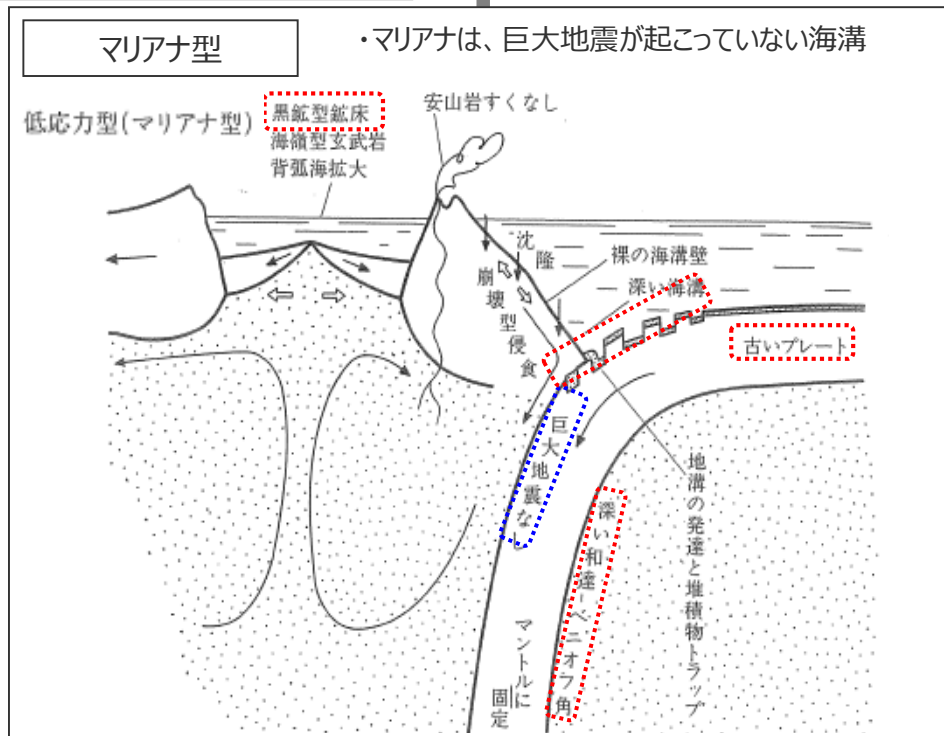 マリアナ型
・マリアナは、巨大地震が起こっていない海溝
低応力型(マリアナ型)
黒鉱型鉱床
海嶺型玄武岩
背弧海拡大
安山岩すくなし
沈降
崩壊型侵食
裸の海溝壁
深い海溝
古いプレート
巨大地震なし
深い和達-ベニオフ角
地溝の発達と堆積物トラップ
マントルに
固定